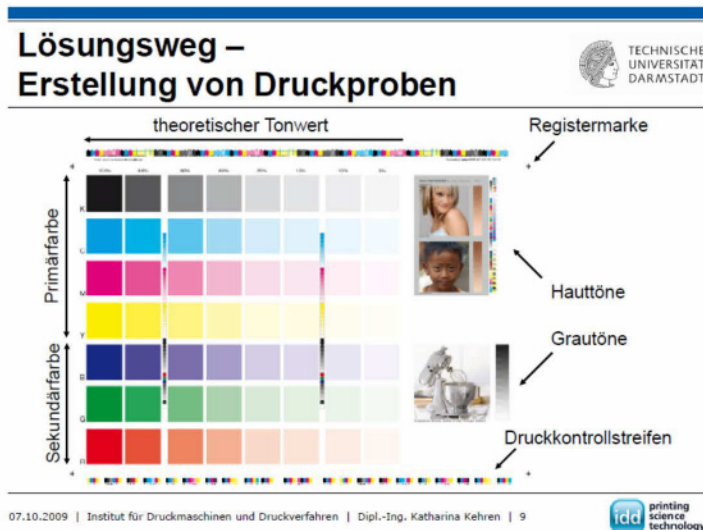 Lösungsweg –
Erstellung von Druckproben
TECHNISCHE
UNIVERSITÄT
DARMSTADT
theoretischer Tonwert
Registermarke
Primärfarbe
K
C
M
Y
Hauttöne
Grautöne
Sekundärfarbe
B
G
R
Druckkontrollstreifen
07.10.2009 | Institut für Druckmaschinen und Druckverfahren | Dipl.-Ing. Katharina Kehren | 9
idd
printing
science
technology